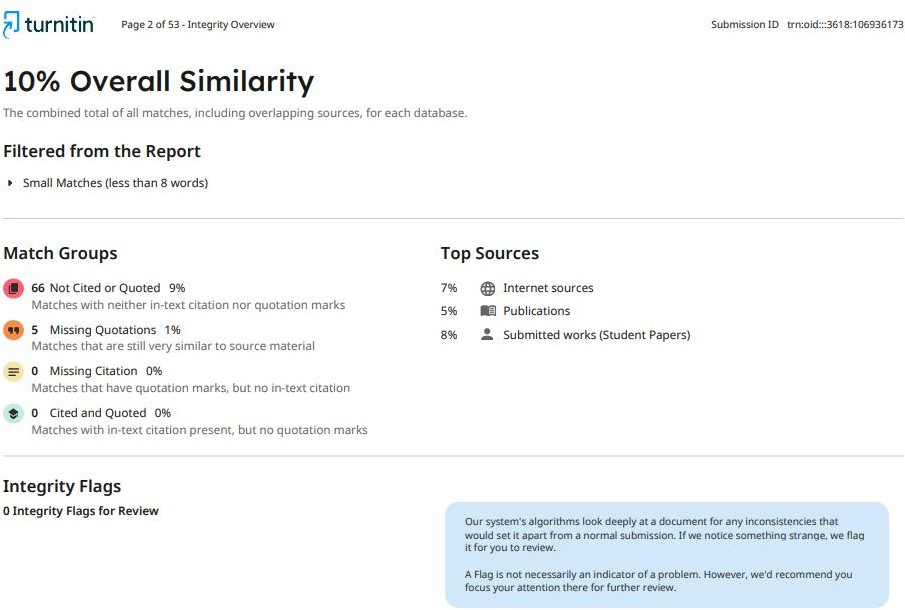 turnitin Page 2 of 53 - Integrity Overview Submission ID trn:oid:::3618:106936173
10% Overall Similarity
The combined total of all matches, including overlapping sources, for each database.
Filtered from the Report
Small Matches (less than 8 words)
Match Groups
66 Not Cited or Quoted 9%
Matches with neither in-text citation nor quotation marks
5 Missing Quotations 1%
Matches that are still very similar to source material
0 Missing Citation 0%
Matches that have quotation marks, but no in-text citation
0 Cited and Quoted 0%
Matches with in-text citation present, but no quotation marks
Top Sources
7% Internet sources
5% Publications
8% Submitted works (Student Papers)
Integrity Flags
0 Integrity Flags for Review
Our system's algorithms look deeply at a document for any inconsistencies that
would set it apart from a normal submission. If we notice something strange, we flag
it for you to review.
A Flag is not necessarily an indicator of a problem. However, we'd recommend you
focus your attention there for further review.